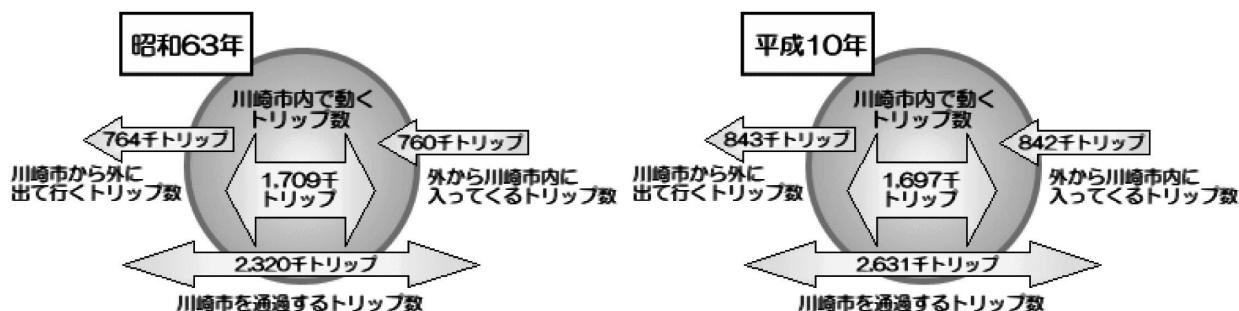 昭和63年
川崎市内で動く
トリップ数
764千トリップ
760千トリップ
川崎市から外に
出て行くトリップ数
1.709千
トリップ
外から川崎市内に
入ってくるトリップ数
2.320千トリップ
川崎市を通過するトリップ数
平成10年
川崎市内で動く
トリップ数
843千トリップ
842千トリップ
川崎市から外に
出て行くトリップ数
1.697千
トリップ
外から川崎市内に
入ってくるトリップ数
2.631千トリップ
川崎市を通過するトリップ数